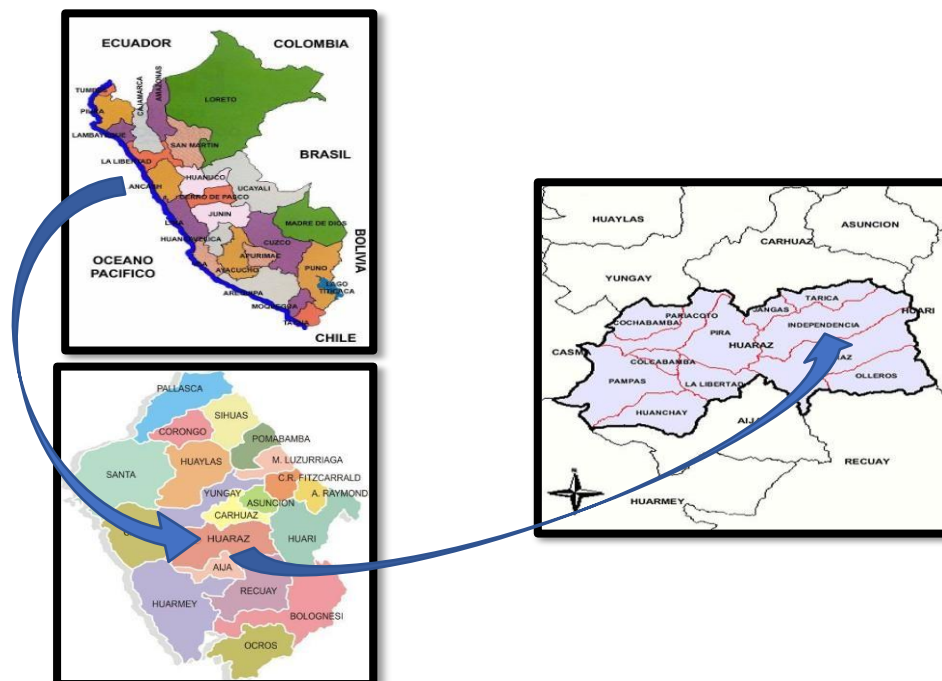 ECUADOR
COLOMBIA
TUMBES
CAJAMARCA
AMAZONAS
LORETO
PIURA
LAMBAYEQUE
SAN MARTIN
LA LIBERTAD
BRASIL
ANCASH
HUANUCO
UCAYALI
CERRO DE PASCO
JUNIN
LIMA
MADRE DE DIOS
HUANCAVELICA
CUZCO
BOLIVIA
OCEANO
PACIFICO
APURIMAC
AYACUCHO
PUNO
LAGO
TITICACA
AREQUIPA
MOQUEGUA
TACNA
CHILE
PALLASCA
SIHUAS
CORONGO
POMABAMBA
HUAYLAS
M. LUZURRIAGA
SANTA
C.R. FITZCARRALD
YUNGAY
A. RAYMOND
ASUNCION
CARHUAZ
HUARAZ
HUARI
AIJA
RECUAY
HUARMEY
BOLOGNESI
OCROS
HUAYLAS
ASUNCION
CARHUAZ
YUNGAY
TARICA
JANGAS
PARIACOTO
HUARI
COCHABAMBA
PIRA
INDEPENDENCIA
HUARAZ
CASMA
COLCABAMBA
PAMPAS
LA LIBERTAD
OLLEROS
HUANCHAY
AIJA
RECUAY
HUARMEY